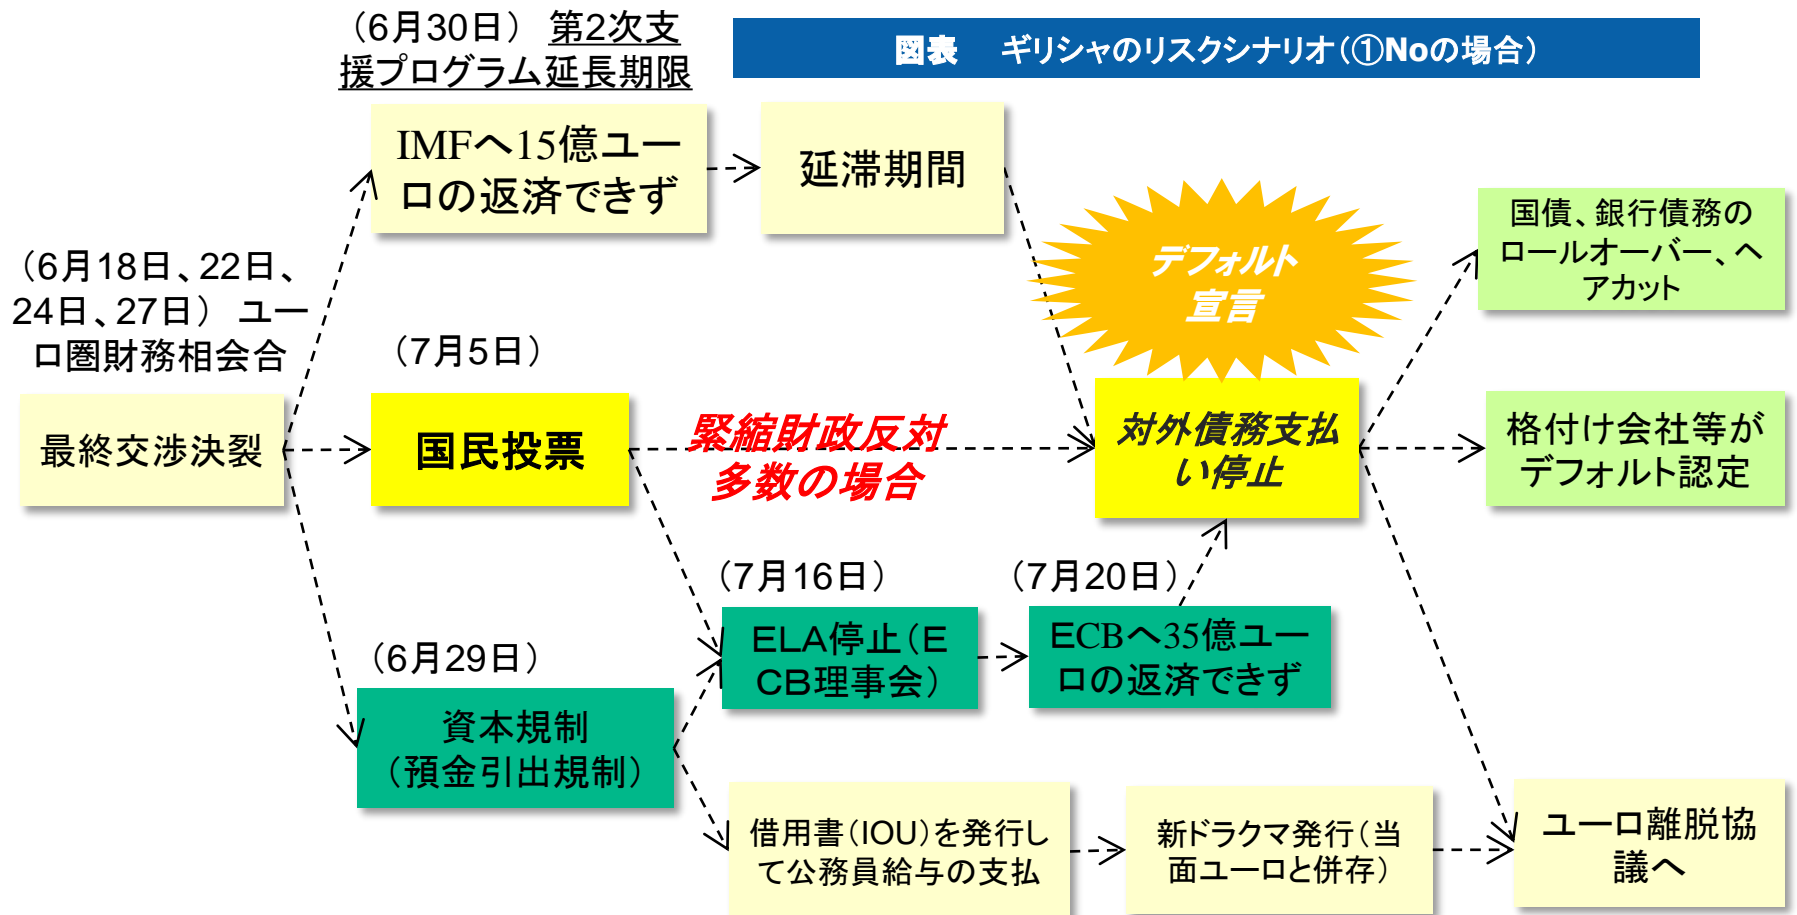 （6月30日） 第2次支
援プログラム延長期限
図表　ギリシャのリスクシナリオ（①Noの場合）
IMFへ15億ユー
ロの返済できず
延滞期間
デフォルト
宣言
国債、銀行債務の
ロールオーバー、ヘ
アカット
（6月18日、22日、
24日、27日） ユー
ロ圏財務相会合
（7月5日）
最終交渉決裂
国民投票
緊縮財政反対
多数の場合
対外債務支払
い停止
格付け会社等が
デフォルト認定
（7月16日）
（7月20日）
（6月29日）
ＥＬＡ停止（Ｅ
ＣＢ理事会）
ＥCBへ35億ユー
ロの返済できず
資本規制
（預金引出規制）
借用書（IOU）を発行し
て公務員給与の支払
新ドラクマ発行（当
面ユーロと併存）
ユーロ離脱協
議へ